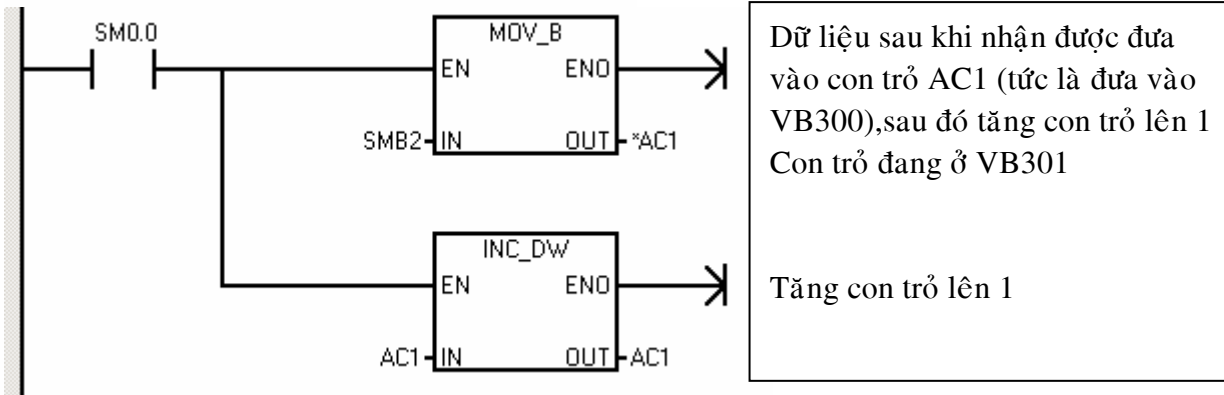 SM0.0
MOV_B
EN ENO
SMB2 IN OUT *AC1
INC_DW
EN ENO
AC1 IN OUT AC1
Dữ liệu sau khi nhận được đưa
vào con trỏ AC1 (tức là đưa vào
VB300),sau đó tăng con trỏ lên 1
Con trỏ đang ở VB301
Tăng con trỏ lên 1